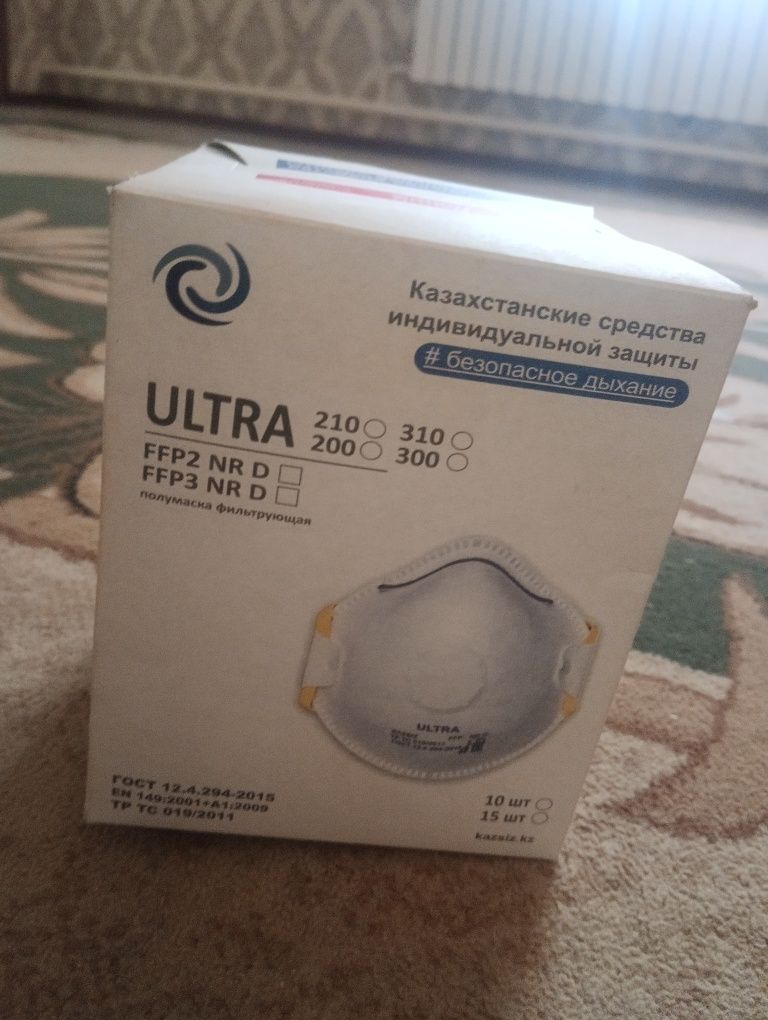 Казахстанские средства
индивидуальной защиты
# безопасное дыхание
ULTRA 210 310
200 300
FFP2 NR D
FFP3 NR D
полумаска фильтрующая
ULTRA
ГОСТ 12.4.294-2015
EN 149:2001+A1:2009
ТР ТС 019/2011
10 шт
15 шт
kazsiz.kz